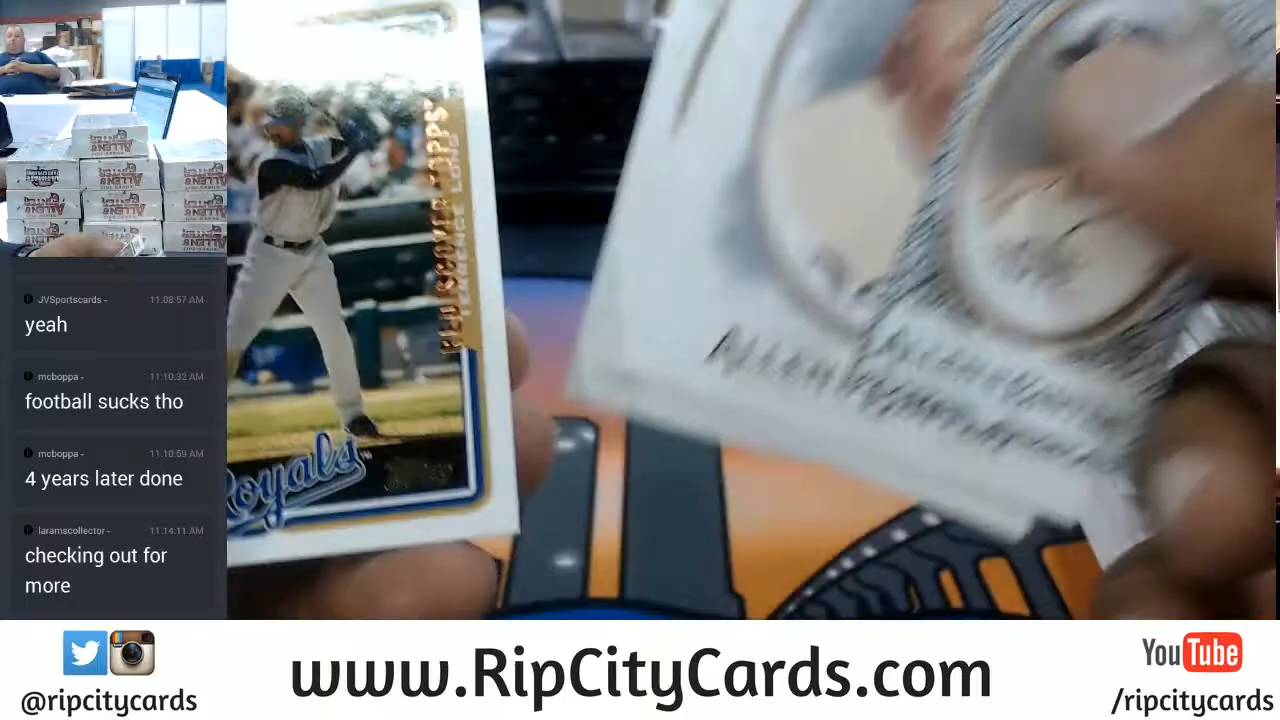 JVSportscards - 11:08:57 AM
yeah
mcboppa - 11:10:32 AM
football sucks tho
mcboppa - 11:10:59 AM
4 years later done
laramscollector - 11:14:11 AM
checking out for
more
TERRENCE LONG
Royals
ALLEN
@ripcitycards
www.RipCityCards.com
YouTube
/ripcitycards